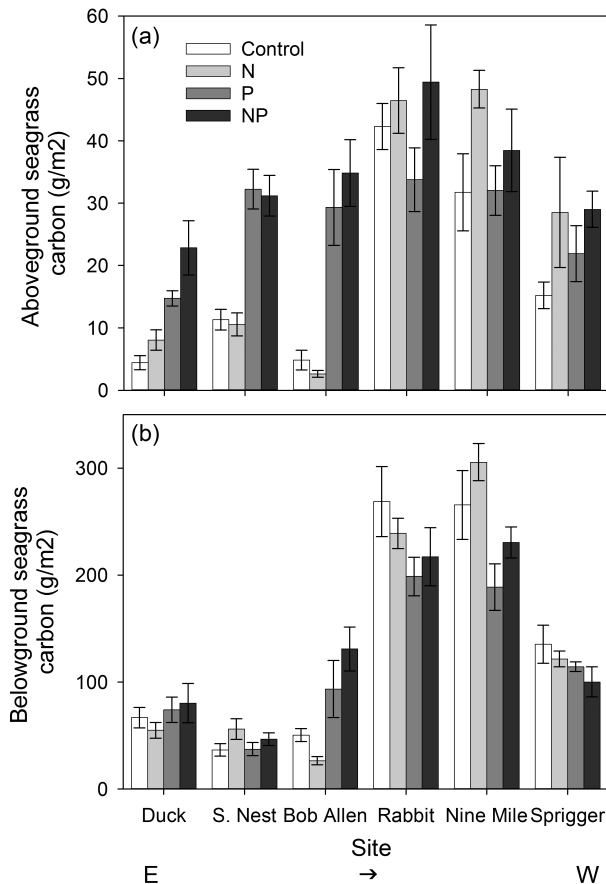 (a)
Control
N
P
NP
60
50
40
30
20
10
0
Aboveground seagrass
carbon (g/m2)
(b)
300
200
100
0
Belowground seagrass
carbon (g/m2)
Duck S. Nest Bob Allen Rabbit Nine Mile Sprigger
Site
E → W